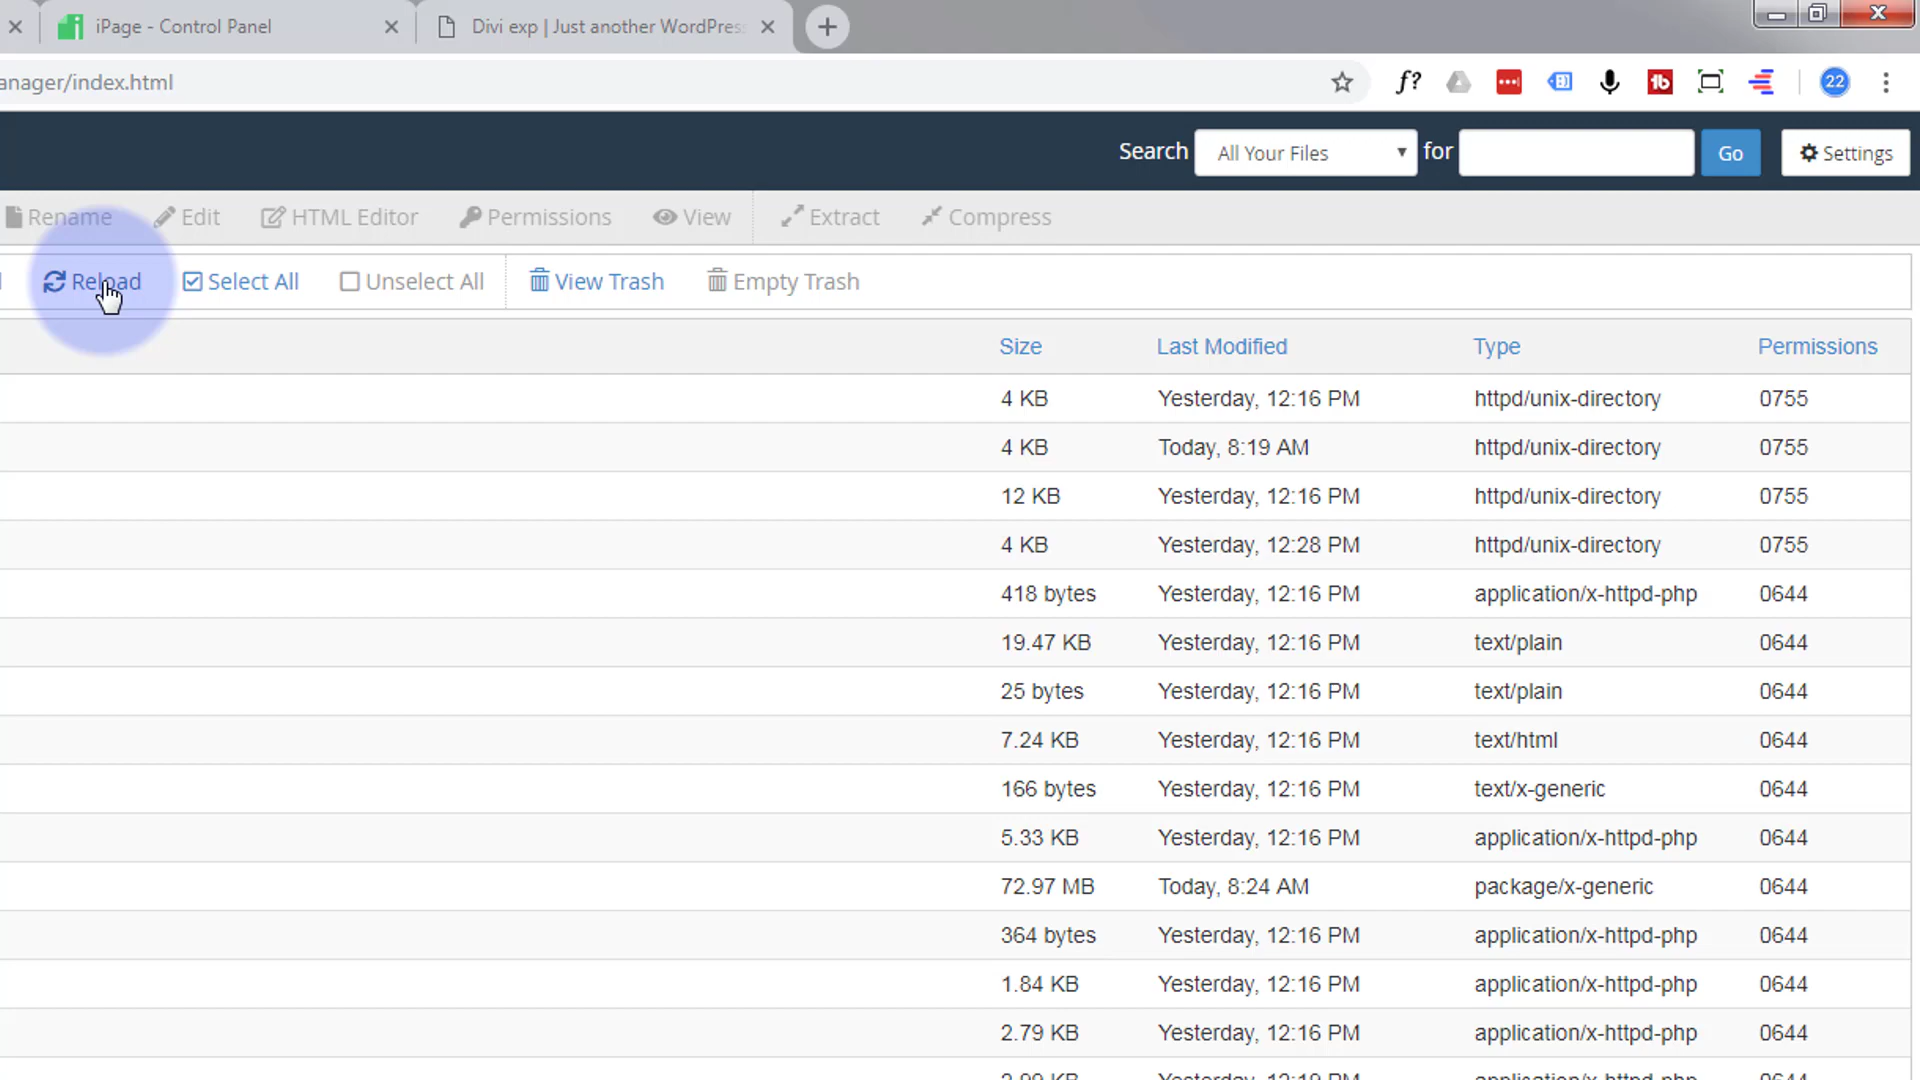 iPage - Control Panel
Divi exp | Just another WordPres
anager/index.html
f?
22
Search All Your Files for Go Settings
Rename Edit HTML Editor Permissions View Extract Compress
Reload Select All Unselect All View Trash Empty Trash
Size Last Modified Type Permissions
4 KB Yesterday, 12:16 PM httpd/unix-directory 0755
4 KB Today, 8:19 AM httpd/unix-directory 0755
12 KB Yesterday, 12:16 PM httpd/unix-directory 0755
4 KB Yesterday, 12:28 PM httpd/unix-directory 0755
418 bytes Yesterday, 12:16 PM application/x-httpd-php 0644
19.47 KB Yesterday, 12:16 PM text/plain 0644
25 bytes Yesterday, 12:16 PM text/plain 0644
7.24 KB Yesterday, 12:16 PM text/html 0644
166 bytes Yesterday, 12:16 PM text/x-generic 0644
5.33 KB Yesterday, 12:16 PM application/x-httpd-php 0644
72.97 MB Today, 8:24 AM package/x-generic 0644
364 bytes Yesterday, 12:16 PM application/x-httpd-php 0644
1.84 KB Yesterday, 12:16 PM application/x-httpd-php 0644
2.79 KB Yesterday, 12:16 PM application/x-httpd-php 0644